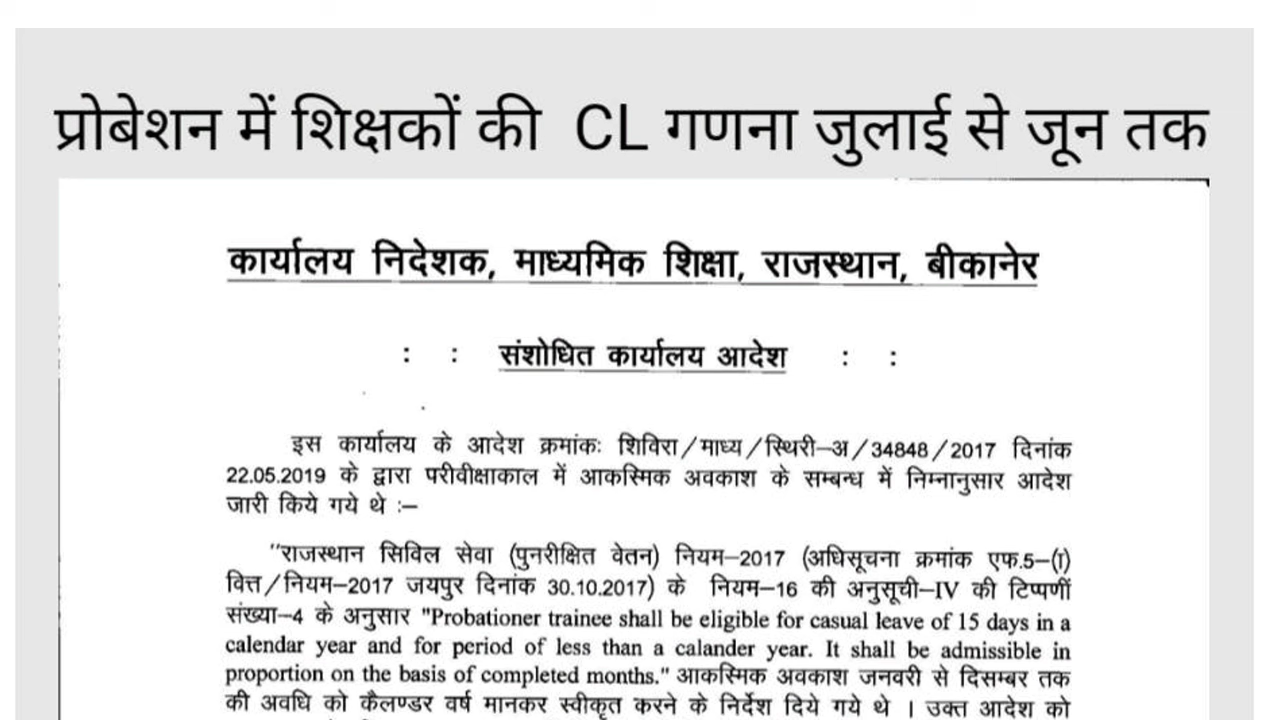 प्रोबेशन में शिक्षकों की CL गणना जुलाई से जून तक
कार्यालय निदेशक, माध्यमिक शिक्षा, राजस्थान, बीकानेर
: : संशोधित कार्यालय आदेश : :
इस कार्यालय के आदेश क्रमांकः शिविरा/माध्य/स्थिरी–अ/34848/2017 दिनांक
22.05.2019 के द्वारा परीवीक्षाकाल में आकस्मिक अवकाश के सम्बन्ध में निम्नानुसार आदेश
जारी किये गये थे :–
"राजस्थान सिविल सेवा (पुनरीक्षित वेतन) नियम–2017 (अधिसूचना क्रमांक एफ.5–(I)
वित्त/नियम–2017 जयपुर दिनांक 30.10.2017) के नियम–16 की अनुसूची–IV की टिप्पणीं
संख्या–4 के अनुसार "Probationer trainee shall be eligible for casual leave of 15 days in a
calendar year and for period of less than a calander year. It shall be admissible in
proportion on the basis of completed months." आकस्मिक अवकाश जनवरी से दिसम्बर तक
की अवधि को कैलण्डर वर्ष मानकर स्वीकृत करने के निर्देश दिये गये थे । उक्त आदेश को